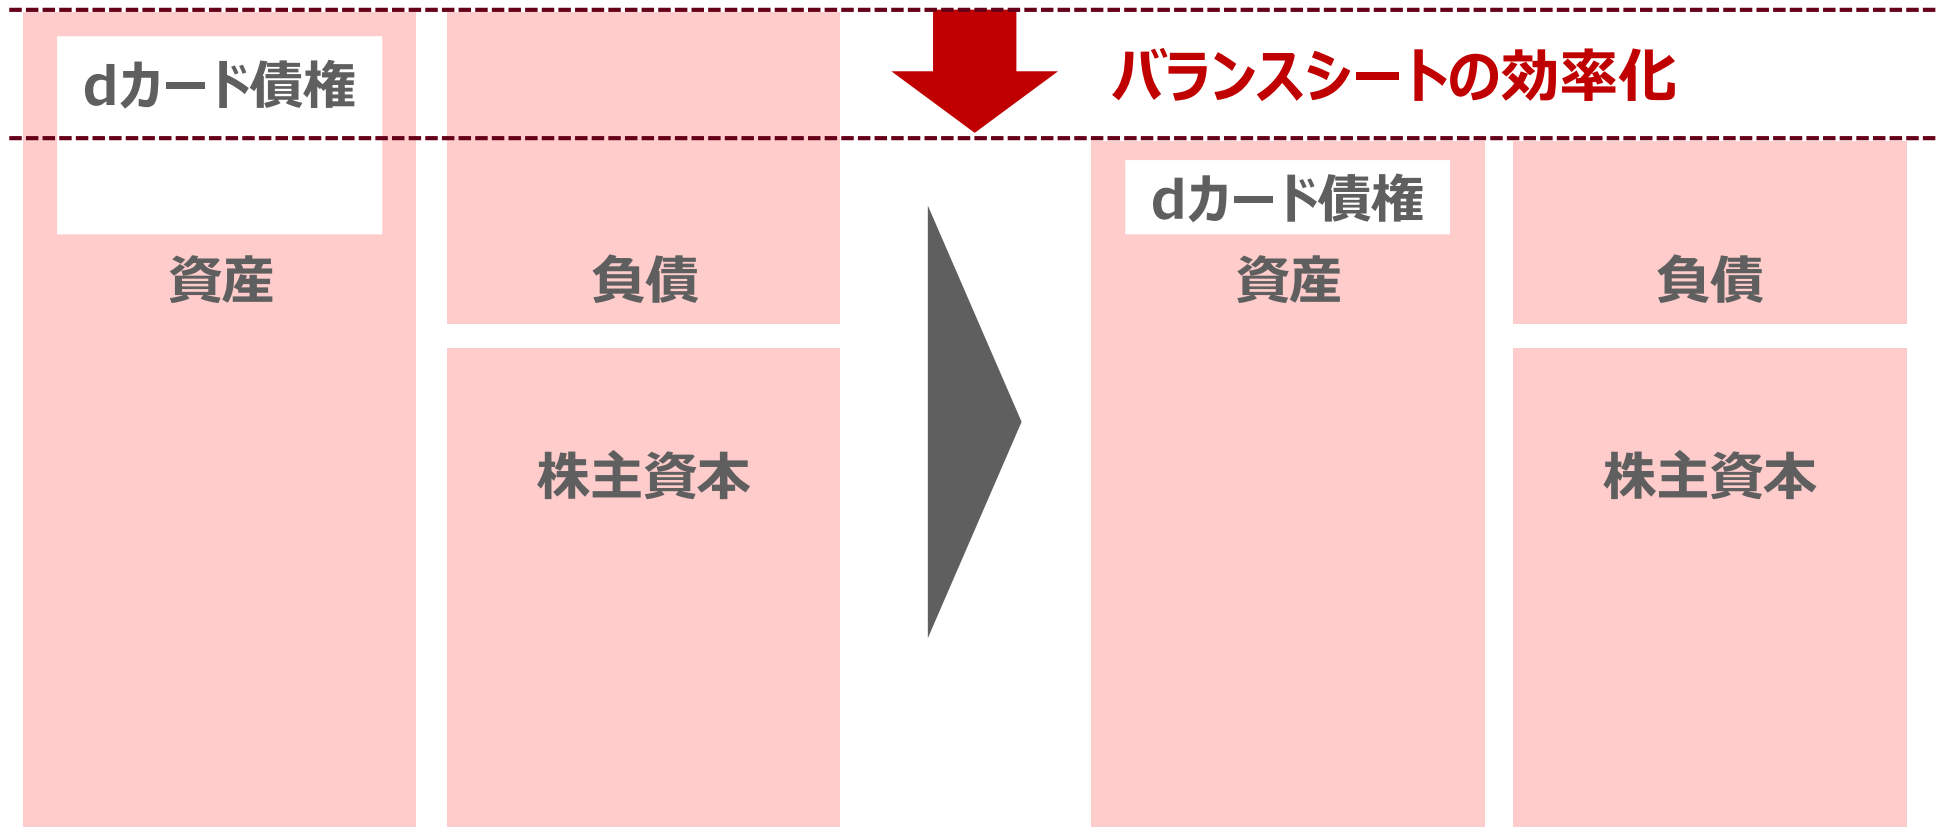 dカード債権
資産
負債
株主資本
バランスシートの効率化
dカード債権
資産
負債
株主資本